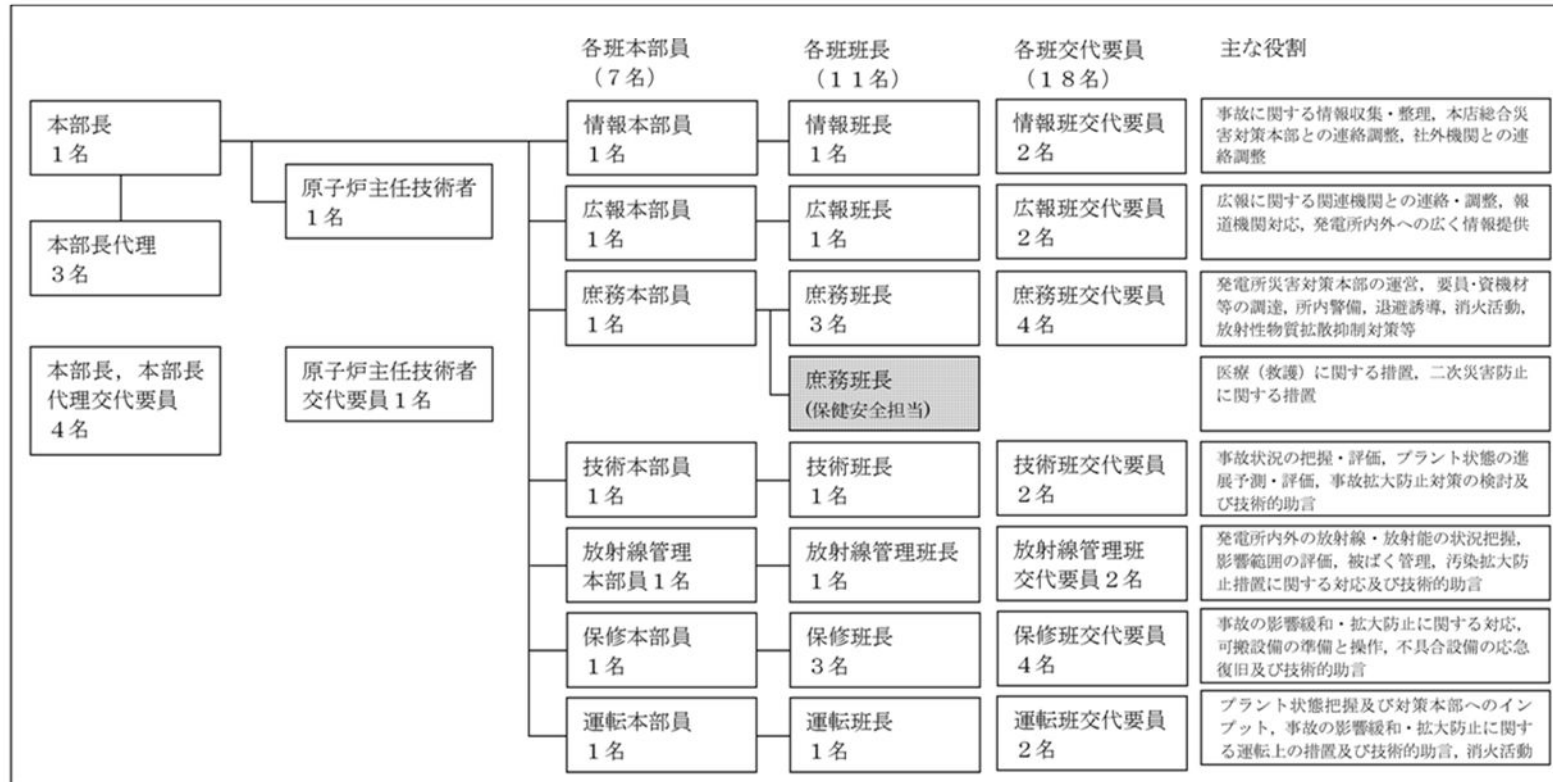 各班本部員
（７名）
各班班長
（１１名）
各班交代要員
（１８名）
主な役割
本部長
１名
本部長代理
３名
本部長，本部長
代理交代要員
４名
原子炉主任技術者
１名
原子炉主任技術者
交代要員１名
情報本部員
１名
情報班長
１名
情報班交代要員
２名
事故に関する情報収集・整理，本店総合災
害対策本部との連絡調整，社外機関との連
絡調整
広報本部員
１名
広報班長
１名
広報班交代要員
２名
広報に関する関連機関との連絡・調整，報
道機関対応，発電所内外への広く情報提供
庶務本部員
１名
庶務班長
３名
庶務班交代要員
４名
発電所災害対策本部の運営，要員・資機材
等の調達，所内警備，退避誘導，消火活動，
放射性物質拡散抑制対策等
庶務班長
(保健安全担当)
医療（救護）に関する措置，二次災害防止
に関する措置
技術本部員
１名
技術班長
１名
技術班交代要員
２名
事故状況の把握・評価，プラント状態の進
展予測・評価，事故拡大防止対策の検討及
び技術的助言
放射線管理
本部員１名
放射線管理班長
１名
放射線管理班
交代要員２名
発電所内外の放射線・放射能の状況把握，
影響範囲の評価，被ばく管理，汚染拡大防
止措置に関する対応及び技術的助言
保修本部員
１名
保修班長
３名
保修班交代要員
４名
事故の影響緩和・拡大防止に関する対応，
可搬設備の準備と操作，不具合設備の応急
復旧及び技術的助言
運転本部員
１名
運転班長
１名
運転班交代要員
２名
プラント状態把握及び対策本部へのイン
プット，事故の影響緩和・拡大防止に関す
る運転上の措置及び技術的助言，消火活動